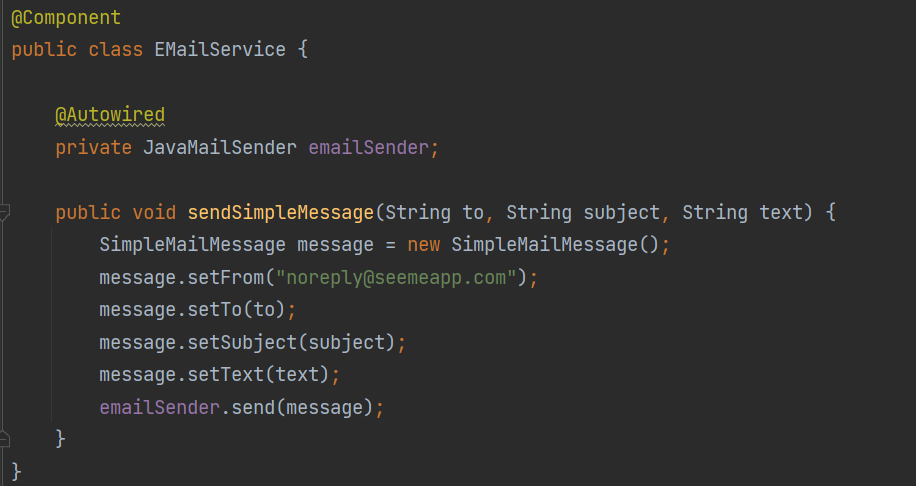 @Component
public class EMailService {
@Autowired
private JavaMailSender emailSender;
public void sendSimpleMessage(String to, String subject, String text) {
SimpleMailMessage message = new SimpleMailMessage();
message.setFrom("noreply@seemeapp.com");
message.setTo(to);
message.setSubject(subject);
message.setText(text);
emailSender.send(message);
}
}